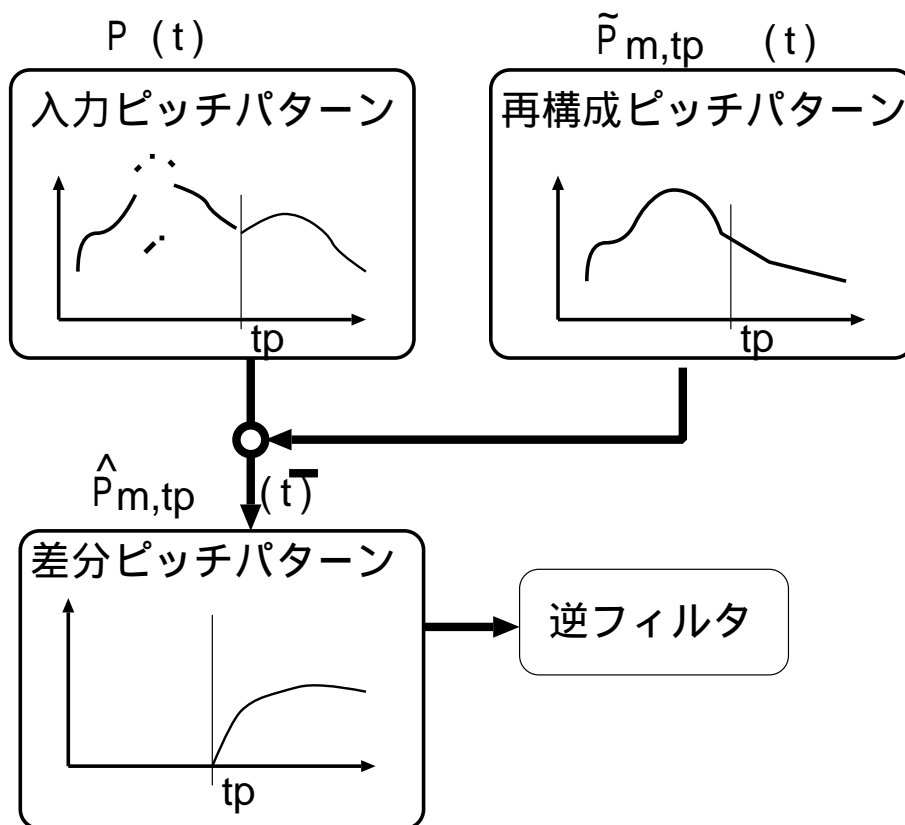 P (t)
P̃m,tp (t)
入力ピッチパターン
再構成ピッチパターン
tp
tp
P̂m,tp (t)
−
差分ピッチパターン
逆フィルタ
tp